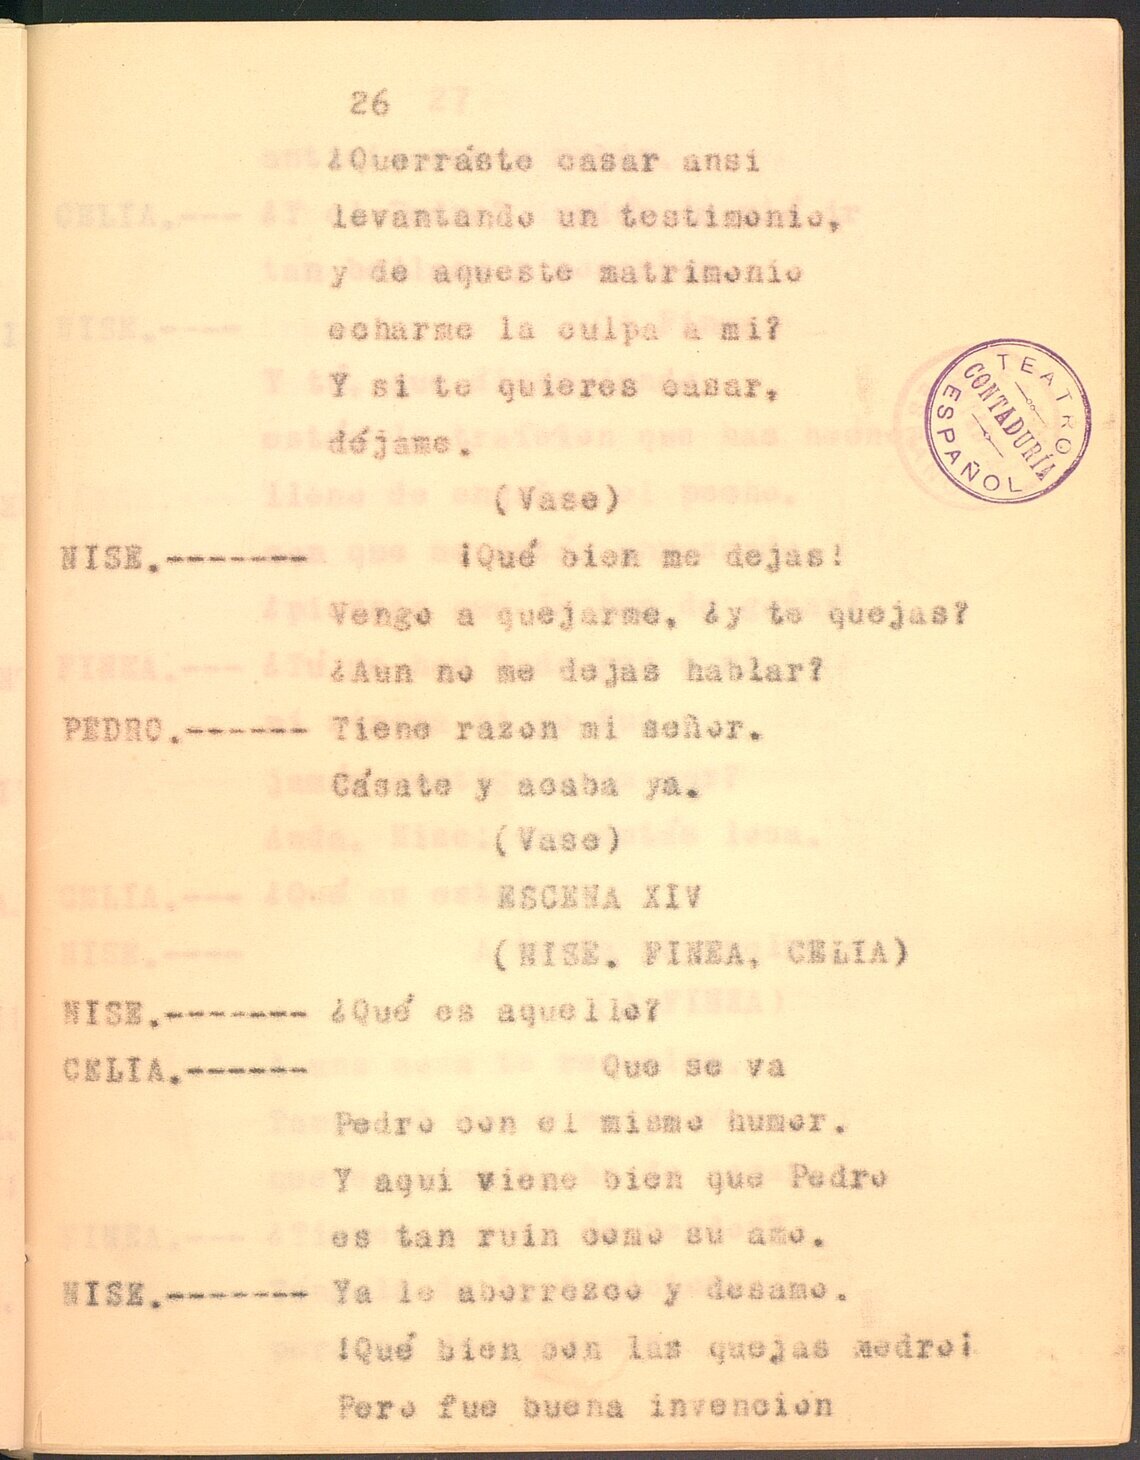 26
¿Querráste casar ansi
levantando un testimonio,
y de aqueste matrimonio
echarme la culpa a mi?
Y si te quieres casar,
déjame.
(Vase)
NISE.------- ¡Qué bien me dejas!
Vengo a quejarme, ¿y te quejas?
¿Aun no me dejas hablar?
PEDRO.------ Tiene razon mi señor.
Cásate y acaba ya.
(Vase)
ESCENA XIV
(NISE. FINEA, CELIA)
NISE.------- ¿Qué es aquello?
CELIA.------ Que se va
Pedro con el mismo humor.
Y aqui viene bien que Pedro
es tan ruin como su amo.
NISE.------- Ya le aborrezco y desamo.
!Qué bien con las quejas medro¡
Pero fue buena invencion
TEATRO ESPAÑOL
CONTADURÍA